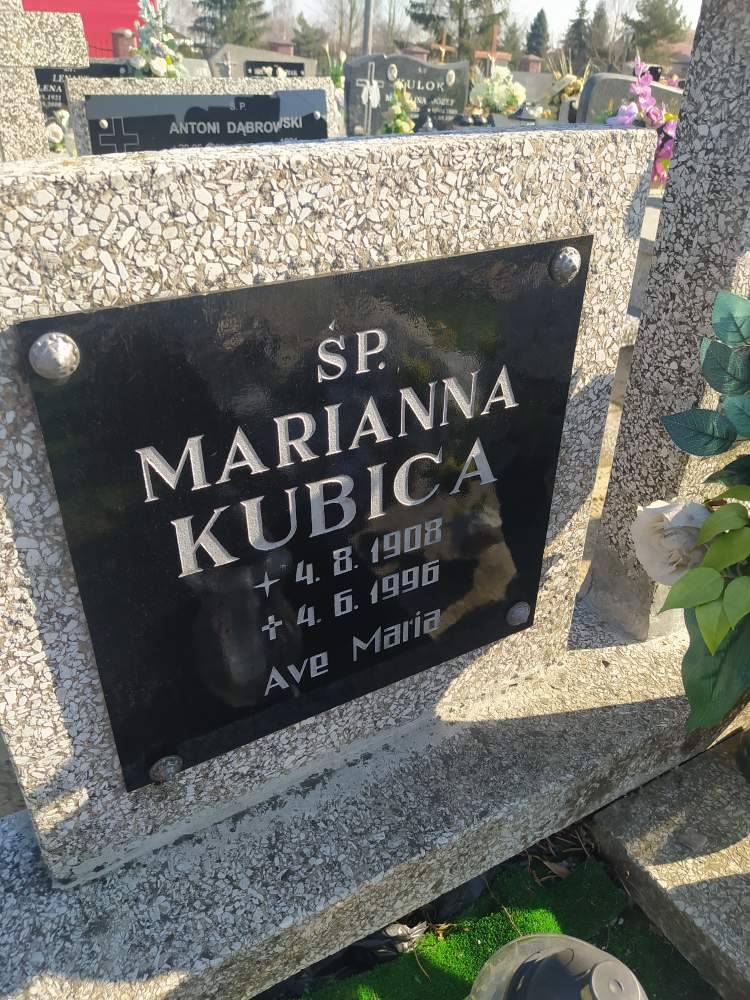 Ś.P.
ANTONI DĄBROWSKI
ŚP.
MARIANNA
KUBICA
4. 8. 1908
4. 6. 1996
Ave Maria